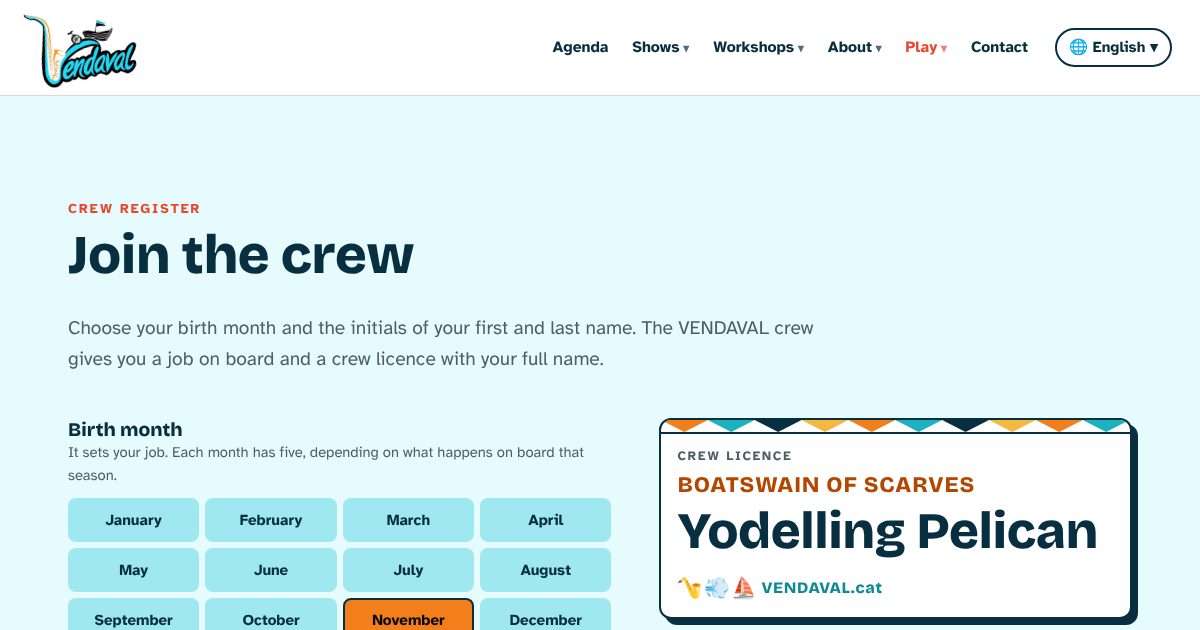 Vendaval
Agenda Shows ▾ Workshops ▾ About ▾ Play ▾ Contact 🌐 English ▾
CREW REGISTER
Join the crew
Choose your birth month and the initials of your first and last name. The VENDAVAL crew
gives you a job on board and a crew licence with your full name.
Birth month
It sets your job. Each month has five, depending on what happens on board that
season.
January February March April
May June July August
September October November December
CREW LICENCE
BOATSWAIN OF SCARVES
Yodelling Pelican
🎷💨⛵ VENDAVAL.cat